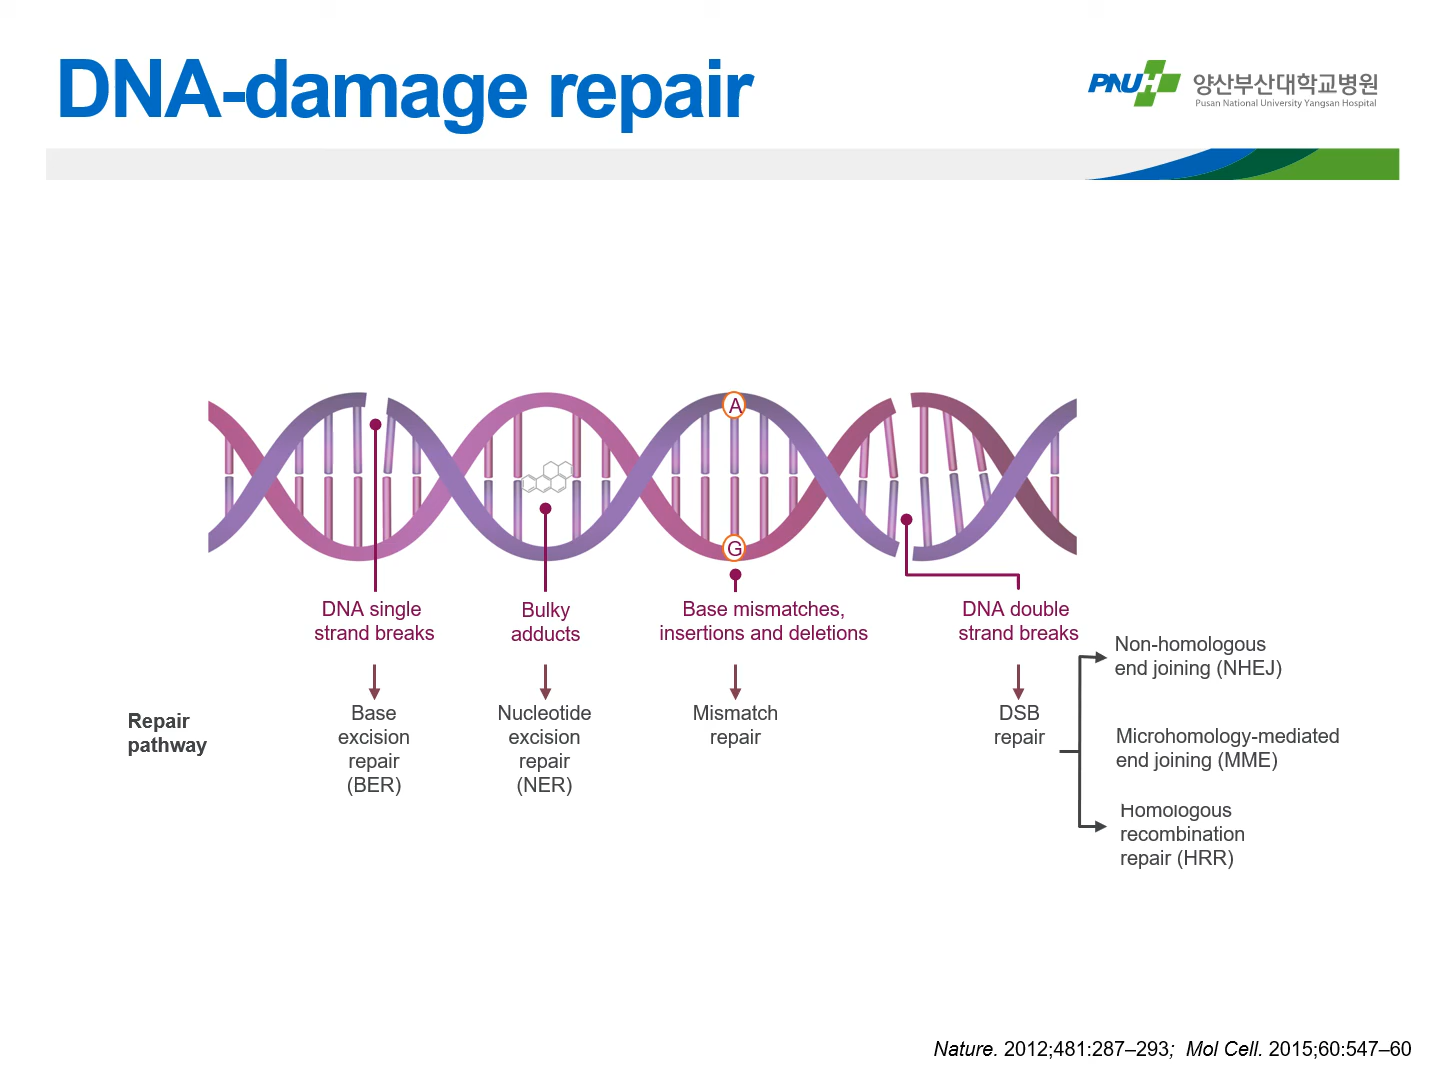 DNA-damage repair
PNUH
양산부산대학교병원
Pusan National University Yangsan Hospital
A
G
DNA single
strand breaks
Bulky
adducts
Base mismatches,
insertions and deletions
DNA double
strand breaks
Repair
pathway
Base
excision
repair
(BER)
Nucleotide
excision
repair
(NER)
Mismatch
repair
DSB
repair
Non-homologous
end joining (NHEJ)
Microhomology-mediated
end joining (MME)
Homologous
recombination
repair (HRR)
Nature. 2012;481:287–293; Mol Cell. 2015;60:547–60